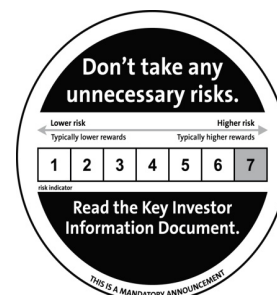 Don't take any
unnecessary risks.
Lower risk Higher risk
Typically lower rewards Typically higher rewards
1 2 3 4 5 6 7
risk indicator
Read the Key Investor
Information Document.
THIS IS A MANDATORY ANNOUNCEMENT